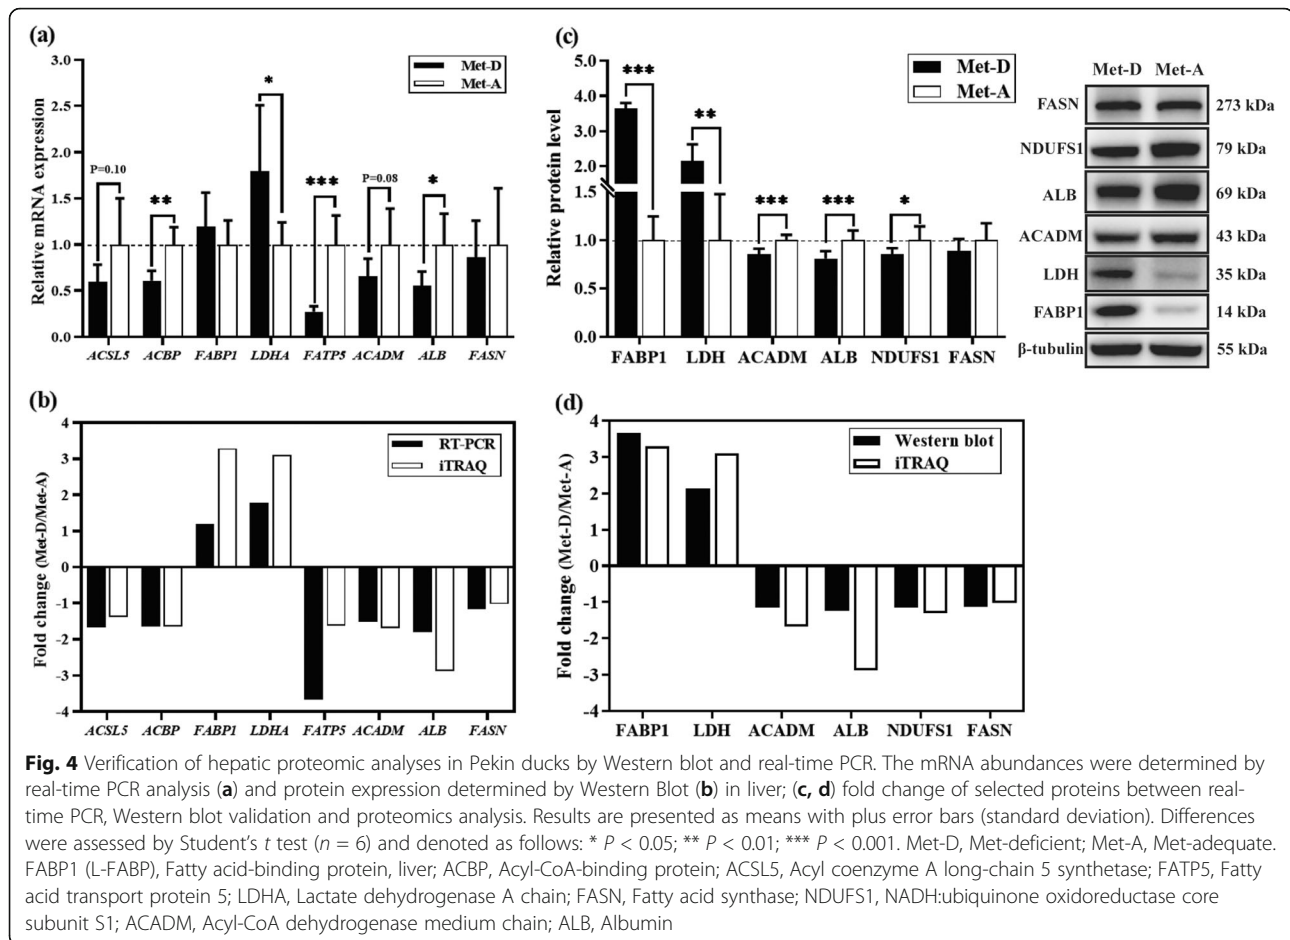 (a)
3.0
2.5
2.0
1.5
1.0
0.5
0.0
Relative mRNA expression
Met-D
Met-A
P=0.10
**
*
***
P=0.08
*
ACSL5 ACBP FABP1 LDHA FATP5 ACADM ALB FASN
(c)
5.0
4.0
3.0
2.0
1.5
1.0
0.5
0.0
Relative protein level
Met-D
Met-A
***
**
***
***
*
FABP1 LDH ACADM ALB NDUFS1 FASN
Met-D Met-A
FASN 273 kDa
NDUFS1 79 kDa
ALB 69 kDa
ACADM 43 kDa
LDH 35 kDa
FABP1 14 kDa
β-tubulin 55 kDa
(b)
4
3
2
1
0
-1
-2
-3
-4
Fold change (Met-D/Met-A)
RT-PCR
iTRAQ
ACSL5 ACBP FABP1 LDHA FATP5 ACADM ALB FASN
(d)
4
3
2
1
0
-1
-2
-3
-4
Fold change (Met-D/Met-A)
Western blot
iTRAQ
FABP1 LDH ACADM ALB NDUFS1 FASN
Fig. 4 Verification of hepatic proteomic analyses in Pekin ducks by Western blot and real-time PCR. The mRNA abundances were determined by
real-time PCR analysis (a) and protein expression determined by Western Blot (b) in liver; (c, d) fold change of selected proteins between real-
time PCR, Western blot validation and proteomics analysis. Results are presented as means with plus error bars (standard deviation). Differences
were assessed by Student's t test (n = 6) and denoted as follows: * P < 0.05; ** P < 0.01; *** P < 0.001. Met-D, Met-deficient; Met-A, Met-adequate.
FABP1 (L-FABP), Fatty acid-binding protein, liver; ACBP, Acyl-CoA-binding protein; ACSL5, Acyl coenzyme A long-chain 5 synthetase; FATP5, Fatty
acid transport protein 5; LDHA, Lactate dehydrogenase A chain; FASN, Fatty acid synthase; NDUFS1, NADH:ubiquinone oxidoreductase core
subunit S1; ACADM, Acyl-CoA dehydrogenase medium chain; ALB, Albumin